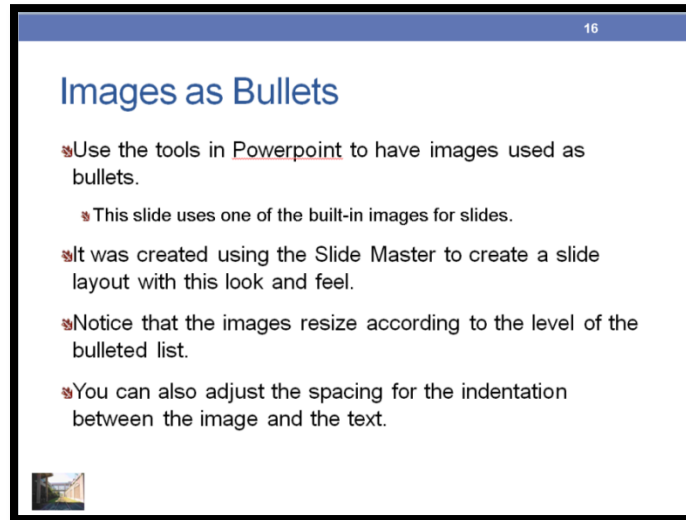 16
Images as Bullets
Use the tools in Powerpoint to have images used as
bullets.
This slide uses one of the built-in images for slides.
It was created using the Slide Master to create a slide
layout with this look and feel.
Notice that the images resize according to the level of the
bulleted list.
You can also adjust the spacing for the indentation
between the image and the text.